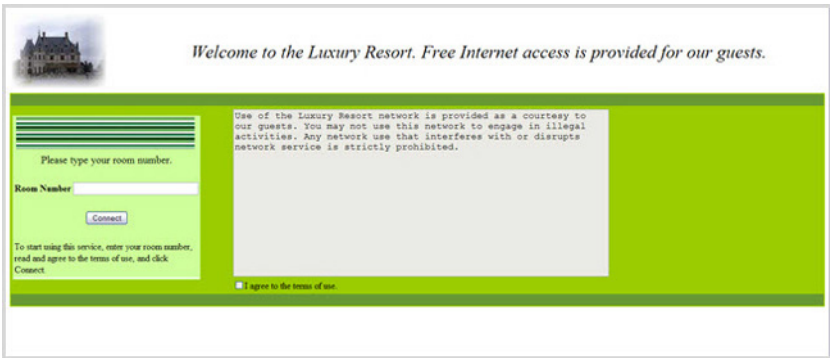 Welcome to the Luxury Resort. Free Internet access is provided for our guests.
Please type your room number.
Room Number
Connect
To start using this service, enter your room number,
read and agree to the terms of use, and click
Connect
Use of the Luxury Resort network is provided as a courtesy to
our guests. You may not use this network to engage in illegal
activities. Any network use that interferes with or disrupts
network service is strictly prohibited.
I agree to the terms of use.